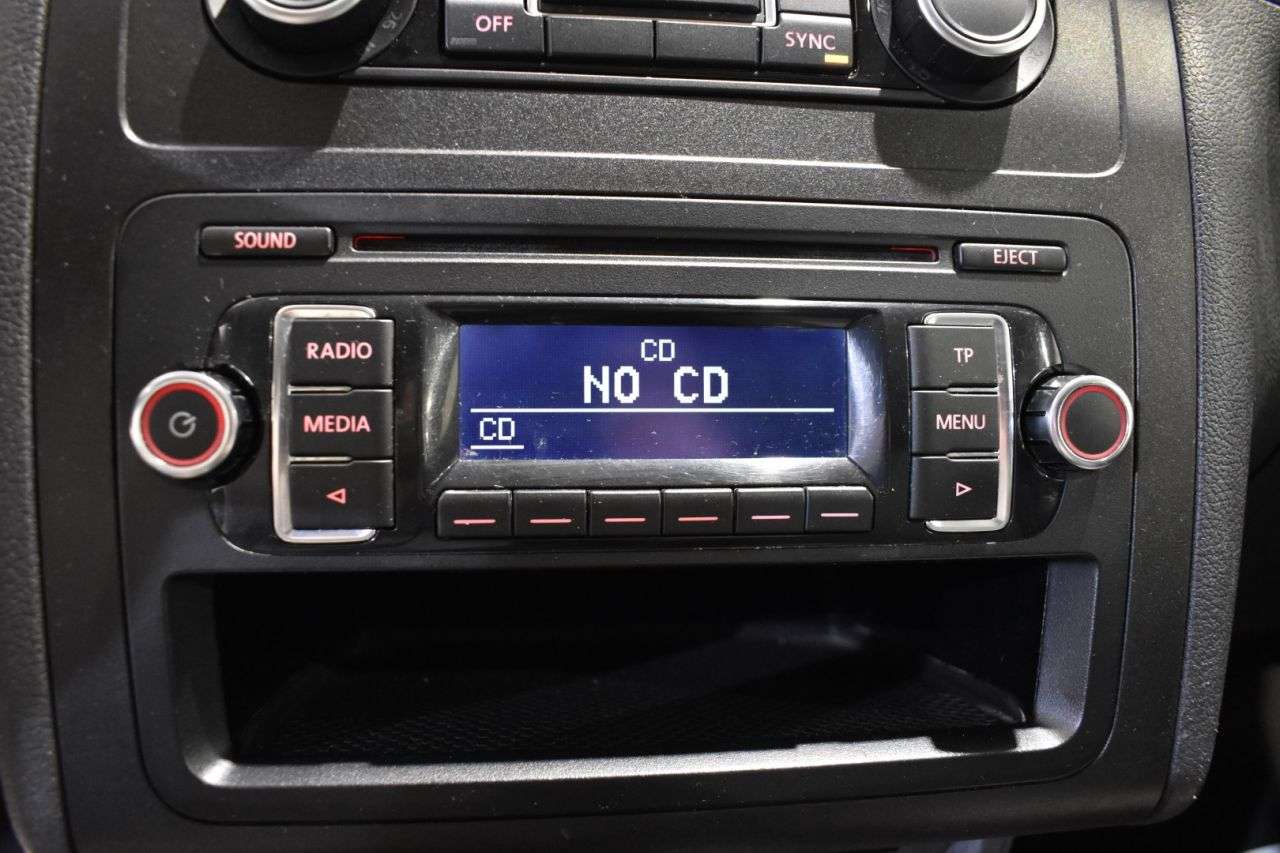 OFF
SYNC
SOUND
EJECT
RADIO
CD
TP
NO CD
MEDIA
MENU
CD